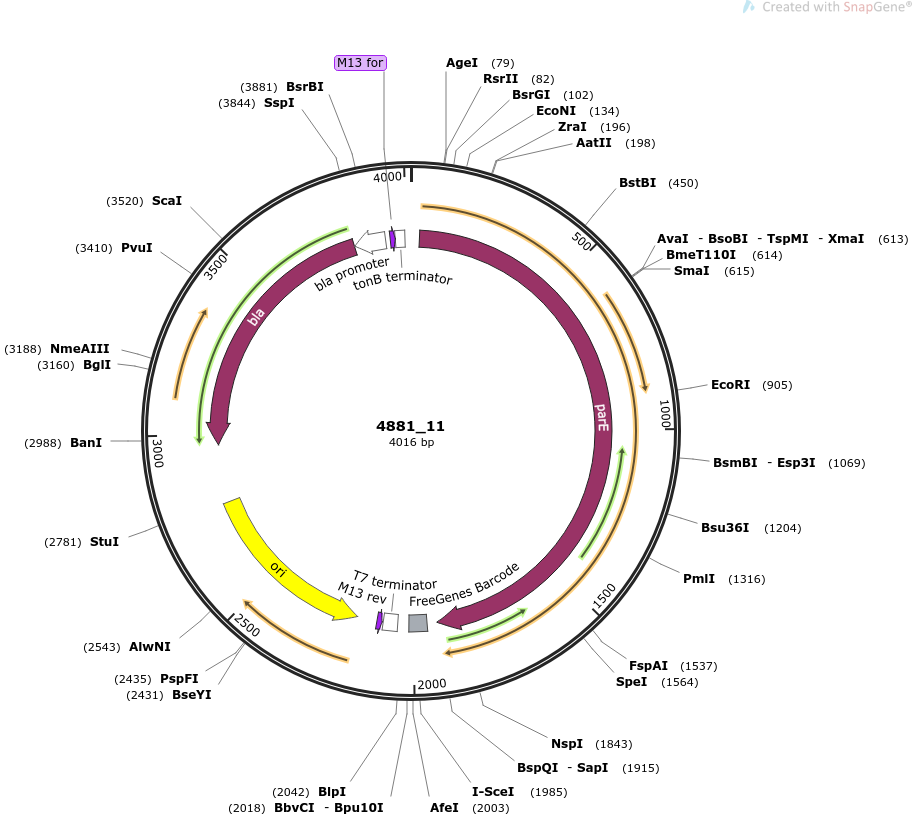 Created with SnapGene®
M13 for
AgeI (79)
RsrII (82)
BsrGI (102)
EcoNI (134)
ZraI (196)
AatII (198)
BstBI (450)
AvaI - BsoBI - TspMI - XmaI (613)
BmeT110I (614)
SmaI (615)
EcoRI (905)
BsmBI - Esp3I (1069)
Bsu36I (1204)
PmlI (1316)
FspAI (1537)
SpeI (1564)
NspI (1843)
BspQI - SapI (1915)
I-SceI (1985)
AfeI (2003)
(2018) BbvCI - Bpu10I
(2042) BlpI
(2431) BseYI
(2435) PspFI
(2543) AlwNI
(2781) StuI
(2988) BanI
(3160) BglI
(3188) NmeAIII
(3410) PvuI
(3520) ScaI
(3844) SspI
(3881) BsrBI
500
1000
1500
2000
2500
3000
3500
4000
parE
FreeGenes Barcode
T7 terminator
M13 rev
ori
bla
bla promoter
tonB terminator
4881_11
4016 bp